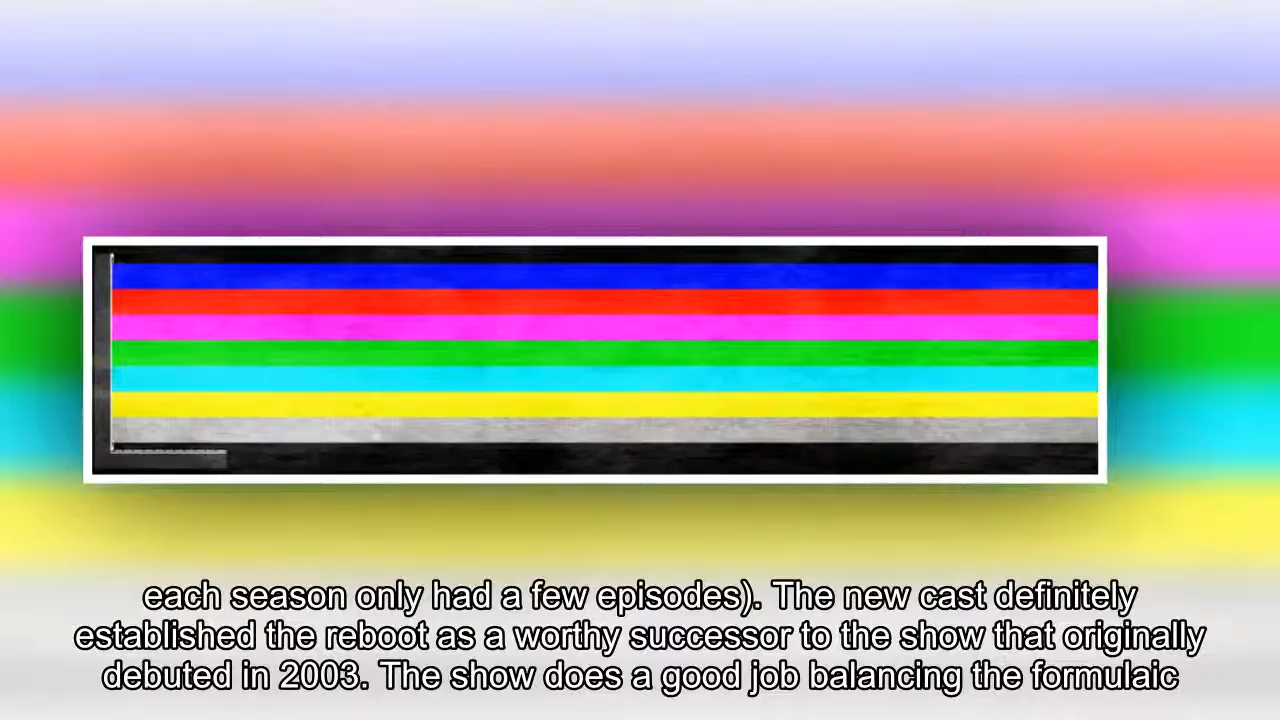 each season only had a few episodes). The new cast definitely
established the reboot as a worthy successor to the show that originally
debuted in 2003. The show does a good job balancing the formulaic